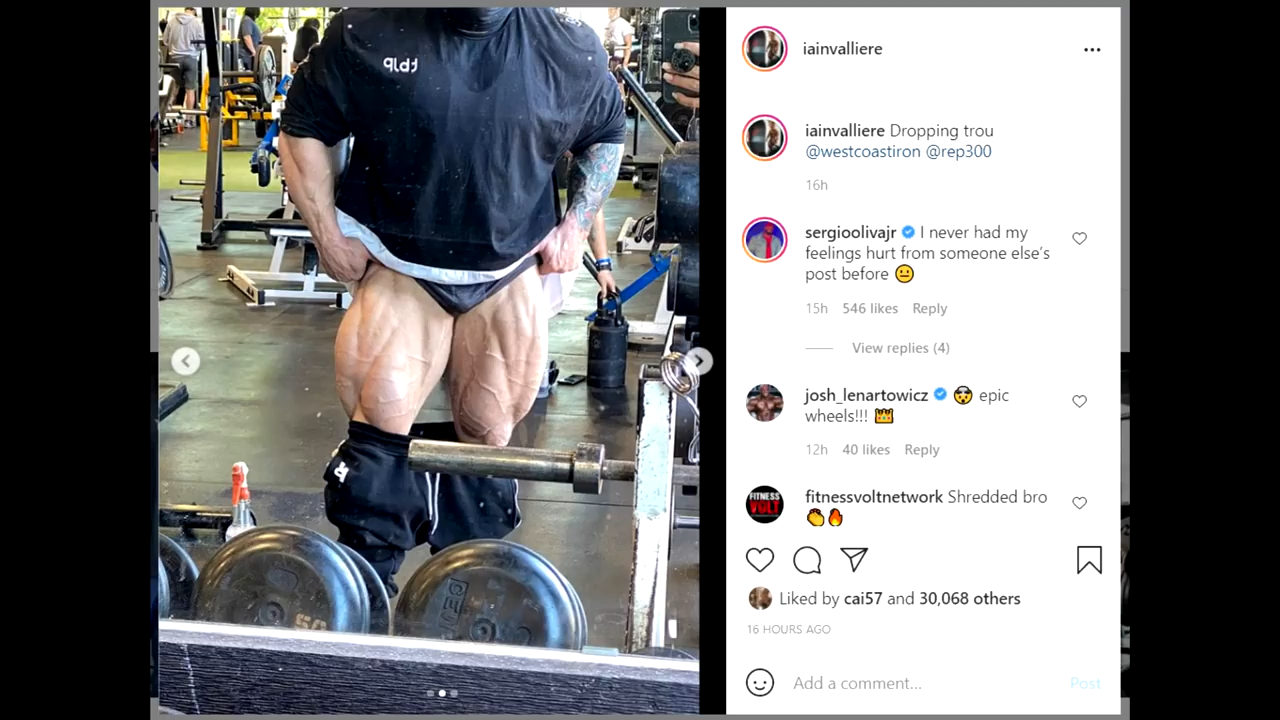 iainvalliere
iainvalliere Dropping trou
@westcoastiron @rep300
16h
sergioolivajr I never had my
feelings hurt from someone else's
post before 😐
15h 546 likes Reply
View replies (4)
josh_lenartowicz 🤯 epic
wheels!!! 👑
12h 40 likes Reply
FITNESS
VOLT
fitnessvoltnetwork Shredded bro
👏🔥
Liked by cai57 and 30,068 others
16 HOURS AGO
Add a comment...
Post